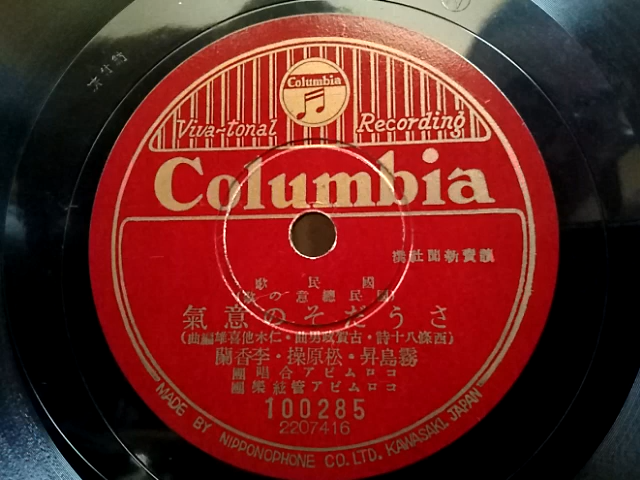 Columbia
Viva-tonal Recording
Columbia
讀賣新聞社撰
國民歌
(國民總意の歌)
さうだその意氣
(西條八十詩・古賀政男曲・仁木他喜雄編曲)
霧島昇・松原操・李香蘭
コロムビア合唱團
コロムビア管絃樂團
100285
2207416
MADE BY NIPPONOPHONE CO. LTD. KAWASAKI, JAPAN